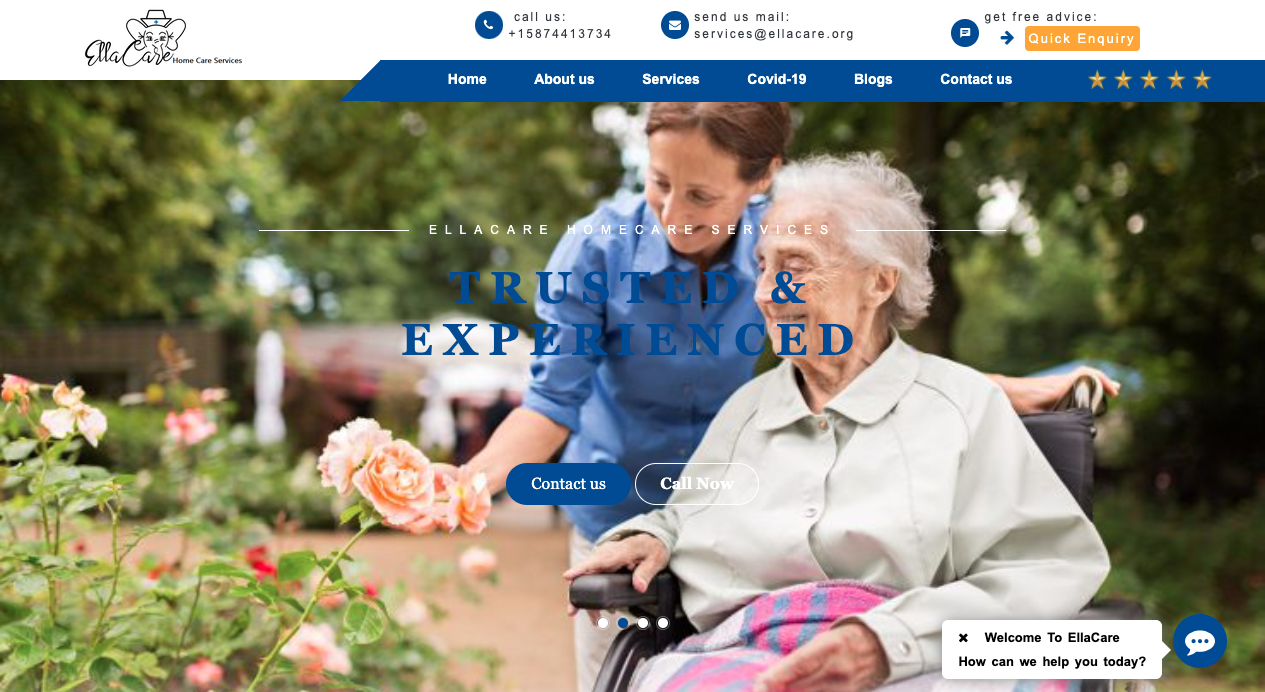 EllaCare Home Care Services
call us:
+15874413734
send us mail:
services@ellacare.org
get free advice:
Quick Enquiry
Home About us Services Covid-19 Blogs Contact us
ELLACARE HOMECARE SERVICES
TRUSTED &
EXPERIENCED
Contact us Call Now
Welcome To EllaCare
How can we help you today?